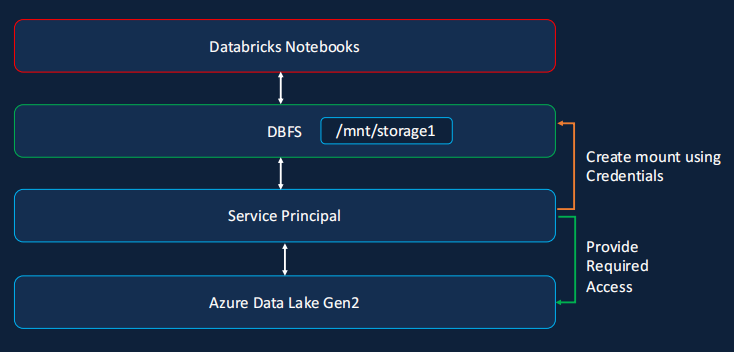 Databricks Notebooks
DBFS
/mnt/storage1
Create mount using
Credentials
Service Principal
Provide
Required
Access
Azure Data Lake Gen2